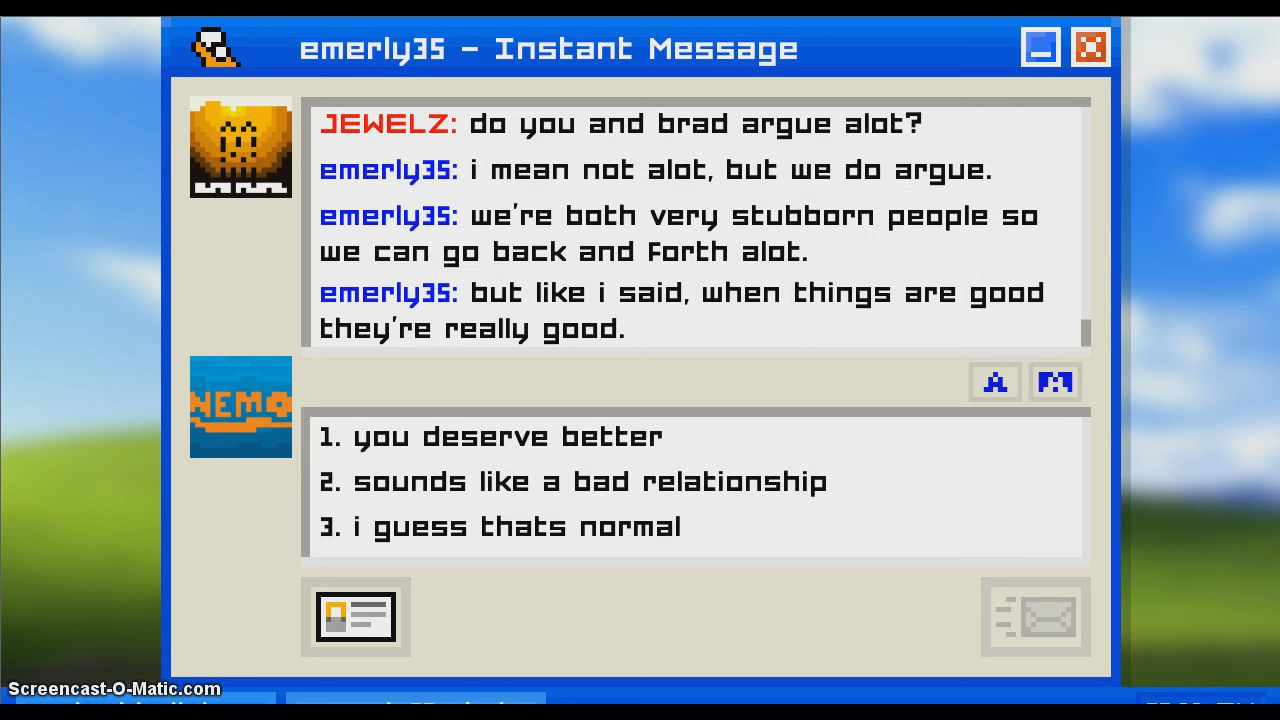 emerly35 - Instant Message
JEWELZ: do you and brad argue alot?
emerly35: i mean not alot, but we do argue.
emerly35: we're both very stubborn people so
we can go back and forth alot.
emerly35: but like i said, when things are good
they're really good.
NEMO
A
1. you deserve better
2. sounds like a bad relationship
3. i guess thats normal
Screencast-O-Matic.com